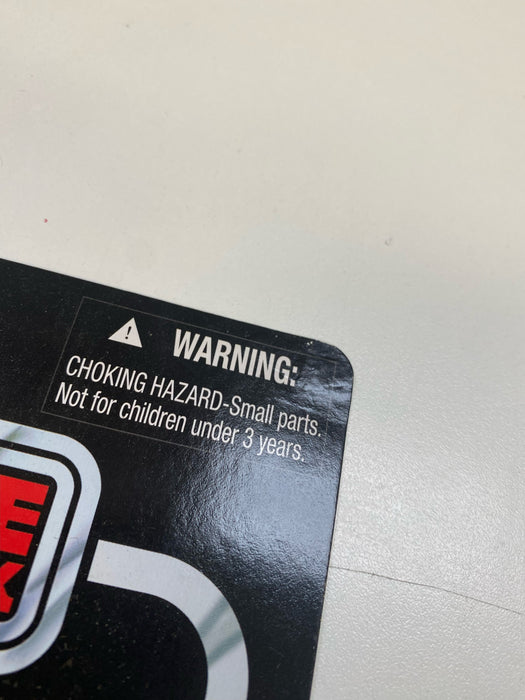 WARNING:
CHOKING HAZARD-Small parts.
Not for children under 3 years.
E
K